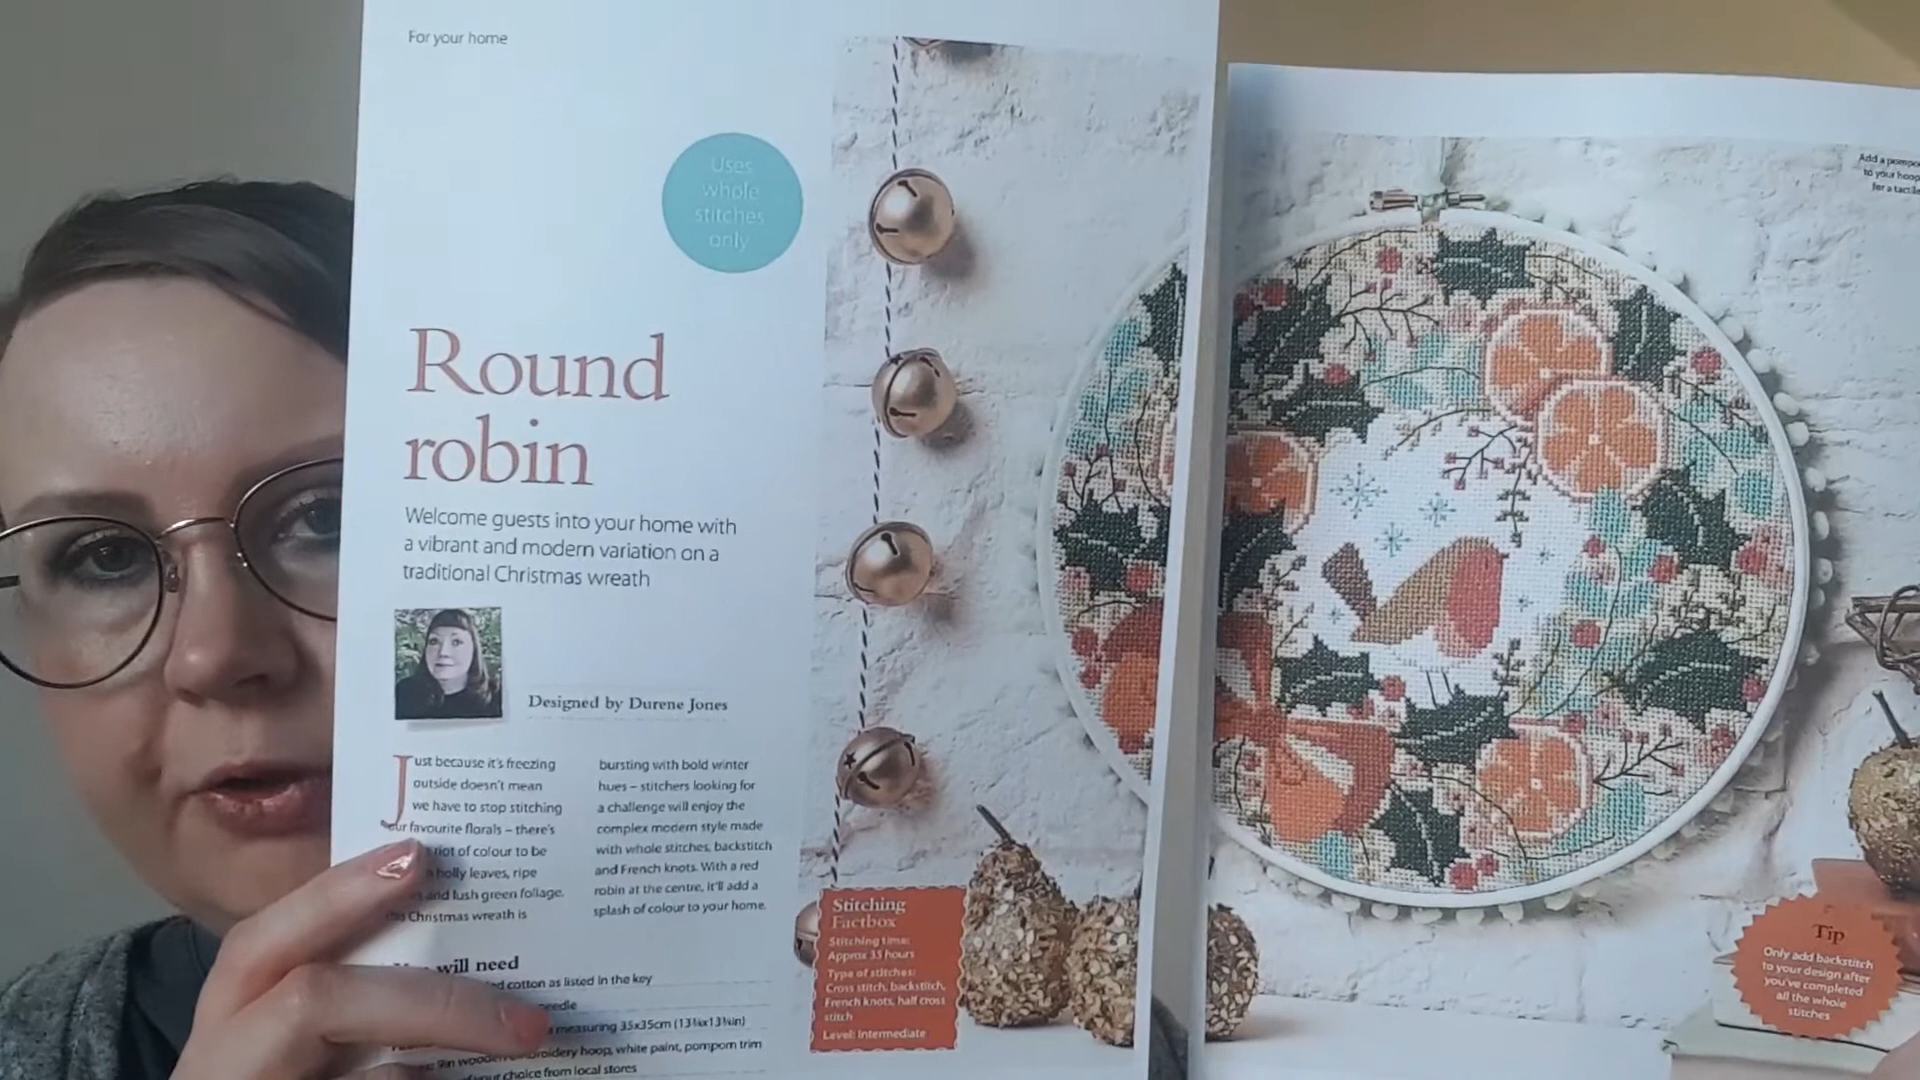 For your home
Uses
whole
stitches
only
Round
robin
Welcome guests into your home with
a vibrant and modern variation on a
traditional Christmas wreath
Designed by Durene Jones
Just because it's freezing
outside doesn't mean
we have to stop stitching
our favourite florals – there's
riot of colour to be
holly leaves, ripe
and lush green foliage.
Christmas wreath is
bursting with bold winter
hues – stitchers looking for
a challenge will enjoy the
complex modern style made
with whole stitches, backstitch
and French knots. With a red
robin at the centre, it'll add a
splash of colour to your home.
will need
cotton as listed in the key
needle
measuring 35x35cm (13¾x13¾in)
9in wooden embroidery hoop, white paint, pompom trim
of your choice from local stores
Stitching
Factbox
Stitching time:
Approx 35 hours
Type of stitches:
Cross stitch, backstitch,
French knots, half cross
stitch
Level: Intermediate
Add a
to your hoop
for a
Tip
Only add backstitch
to your design after
you've completed
all the whole
stitches